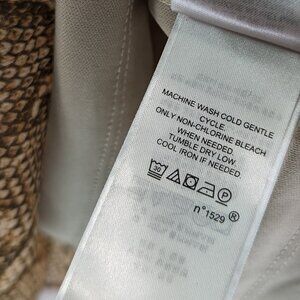 MACHINE WASH COLD GENTLE
CYCLE.
ONLY NON-CHLORINE BLEACH
WHEN NEEDED.
TUMBLE DRY LOW.
COOL IRON IF NEEDED.
30
P
n°1529®